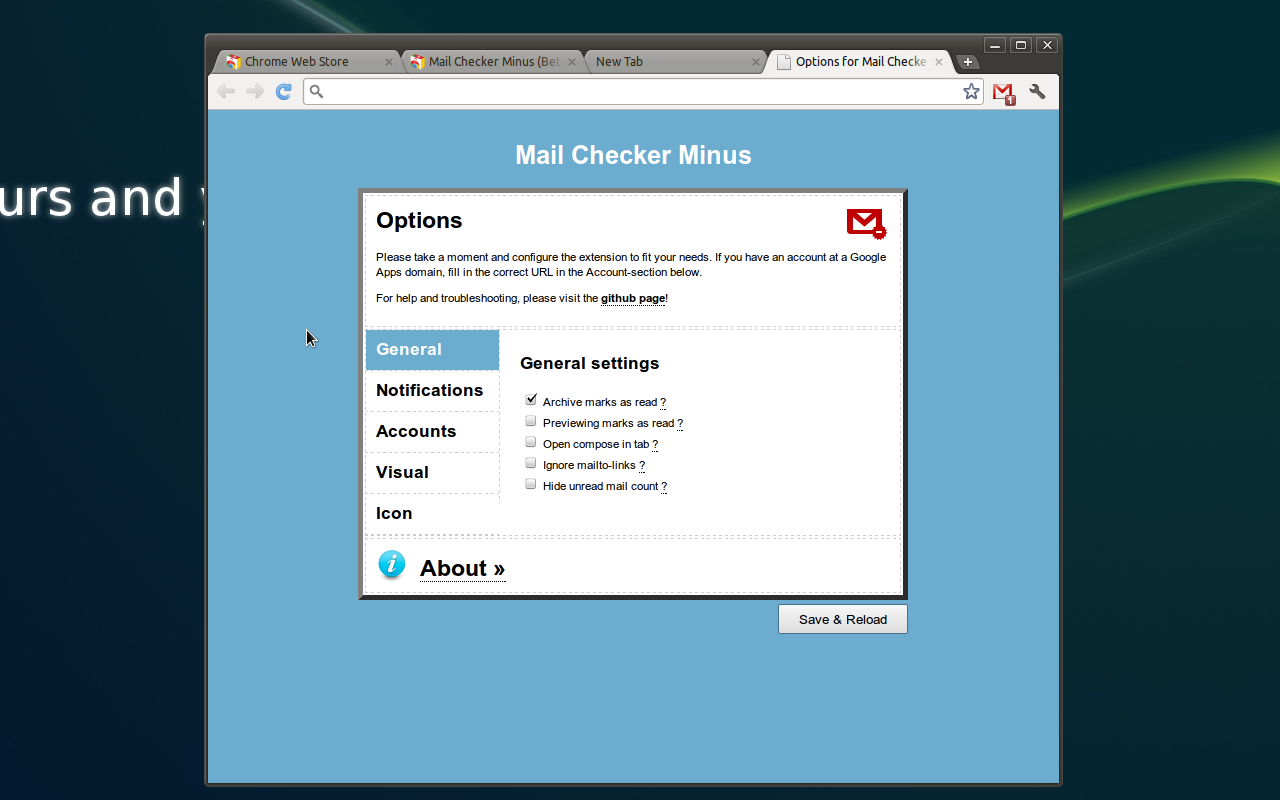 Chrome Web Store
Mail Checker Minus (Bet
New Tab
Options for Mail Checke
1
urs and y
Mail Checker Minus
Options
Please take a moment and configure the extension to fit your needs. If you have an account at a Google
Apps domain, fill in the correct URL in the Account-section below.
For help and troubleshooting, please visit the github page!
General
Notifications
Accounts
Visual
Icon
General settings
Archive marks as read ?
Previewing marks as read ?
Open compose in tab ?
Ignore mailto-links ?
Hide unread mail count ?
i
About »
Save & Reload